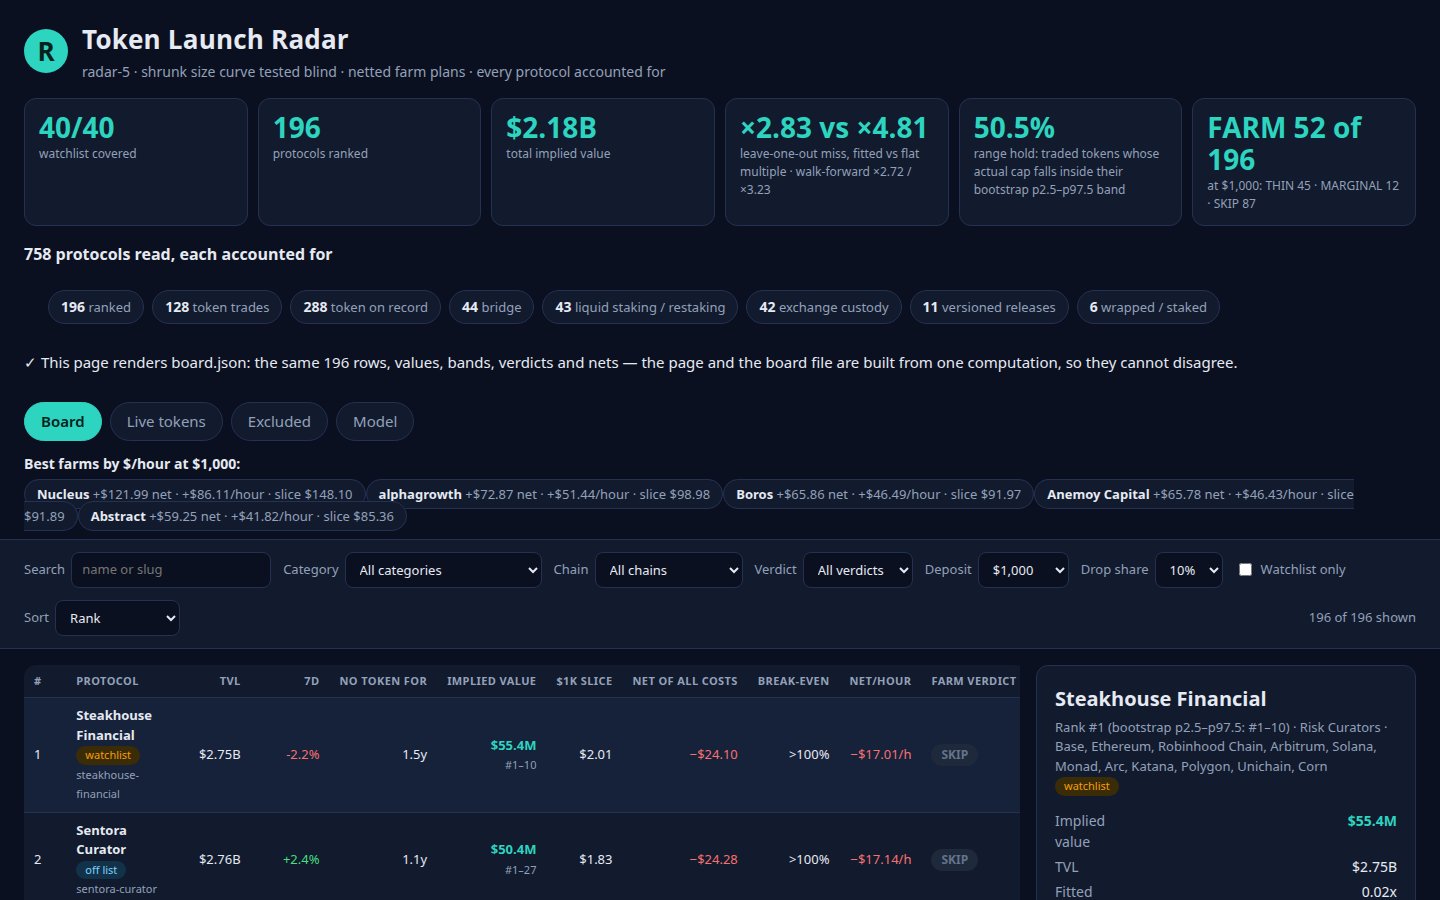 R
Token Launch Radar
radar-5 · shrunk size curve tested blind · netted farm plans · every protocol accounted for
40/40
watchlist covered
196
protocols ranked
$2.18B
total implied value
×2.83 vs ×4.81
leave-one-out miss, fitted vs flat
multiple · walk-forward ×2.72 /
×3.23
50.5%
range hold: traded tokens whose
actual cap falls inside their
bootstrap p2.5–p97.5 band
FARM 52 of
196
at $1,000: THIN 45 · MARGINAL 12
· SKIP 87
758 protocols read, each accounted for
196 ranked 128 token trades 288 token on record 44 bridge 43 liquid staking / restaking 42 exchange custody 11 versioned releases 6 wrapped / staked
✓ This page renders board.json: the same 196 rows, values, bands, verdicts and nets — the page and the board file are built from one computation, so they cannot disagree.
Board Live tokens Excluded Model
Best farms by $/hour at $1,000:
Nucleus +$121.99 net · +$86.11/hour · slice $148.10 alphagrowth +$72.87 net · +$51.44/hour · slice $98.98 Boros +$65.86 net · +$46.49/hour · slice $91.97 Anemoy Capital +$65.78 net · +$46.43/hour · slice
$91.89 Abstract +$59.25 net · +$41.82/hour · slice $85.36
Search name or slug Category All categories Chain All chains Verdict All verdicts Deposit $1,000 Drop share 10% Watchlist only
Sort Rank 196 of 196 shown
# PROTOCOL TVL 7D NO TOKEN FOR IMPLIED VALUE $1K SLICE NET OF ALL COSTS BREAK-EVEN NET/HOUR FARM VERDICT
1 Steakhouse Financial watchlist steakhouse-financial $2.75B -2.2% 1.5y $55.4M #1–10 $2.01 −$24.10 >100% −$17.01/h SKIP
2 Sentora Curator off list sentora-curator $2.76B +2.4% 1.1y $50.4M #1–27 $1.83 −$24.28 >100% −$17.14/h SKIP
Steakhouse Financial
Rank #1 (bootstrap p2.5–p97.5: #1–10) · Risk Curators ·
Base, Ethereum, Robinhood Chain, Arbitrum, Solana,
Monad, Arc, Katana, Polygon, Unichain, Corn
watchlist
Implied value $55.4M
TVL $2.75B
Fitted 0.02x